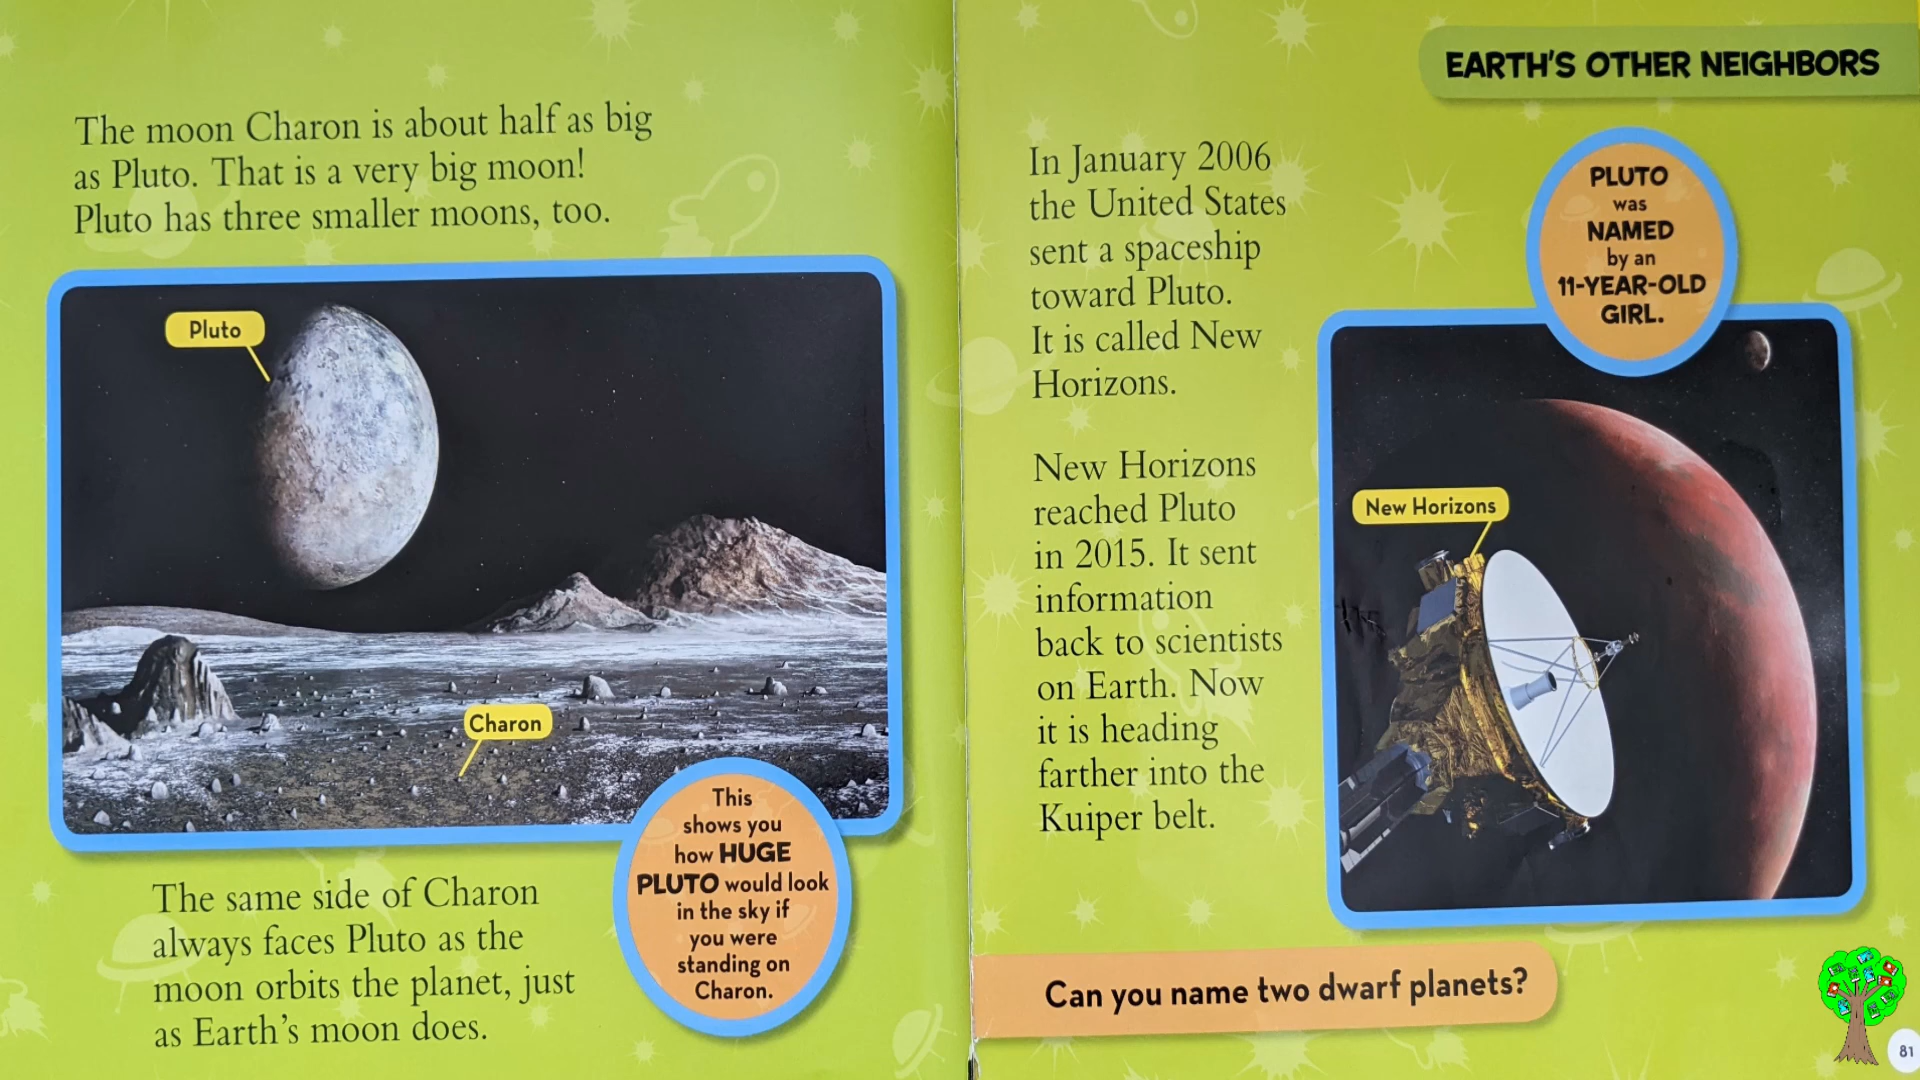 The moon Charon is about half as big
as Pluto. That is a very big moon!
Pluto has three smaller moons, too.
Pluto
Charon
This
shows you
how HUGE
PLUTO would look
in the sky if
you were
standing on
Charon.
The same side of Charon
always faces Pluto as the
moon orbits the planet, just
as Earth's moon does.
EARTH'S OTHER NEIGHBORS
In January 2006
the United States
sent a spaceship
toward Pluto.
It is called New
Horizons.
New Horizons
reached Pluto
in 2015. It sent
information
back to scientists
on Earth. Now
it is heading
farther into the
Kuiper belt.
PLUTO
was
NAMED
by an
11-YEAR-OLD
GIRL.
New Horizons
Can you name two dwarf planets?
81